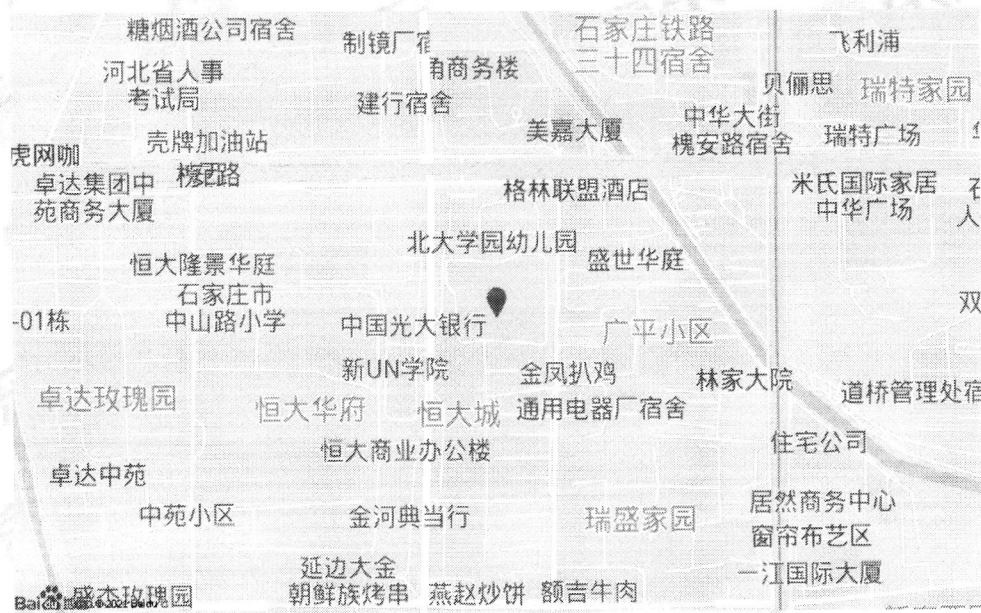 糖烟酒公司宿舍
制镜厂宿
石家庄铁路
三十四宿舍
飞利浦
河北省人事
考试局
商商务楼
建行宿舍
贝俪思
瑞特家园
中华大街
槐安路宿舍
美嘉大厦
瑞特广场
壳牌加油站
虎网咖
卓达集团中
苑商务大厦
格林联盟酒店
米氏国际家居
中华广场
石
人
北大学园幼儿园
盛世华庭
恒大隆景华庭
石家庄市
中山路小学
-01栋
中国光大银行
广平小区
双
新UN学院
金凤扒鸡
林家大院
道桥管理处宿
卓达玫瑰园
恒大华府
恒大城
通用电器厂宿舍
恒大商业办公楼
住宅公司
卓达中苑
中苑小区
金河典当行
瑞盛家园
居然商务中心
窗帘布艺区
延边大金
朝鲜族烤串
燕赵炒饼
额吉牛肉
一江国际大厦
盛杰玫瑰园